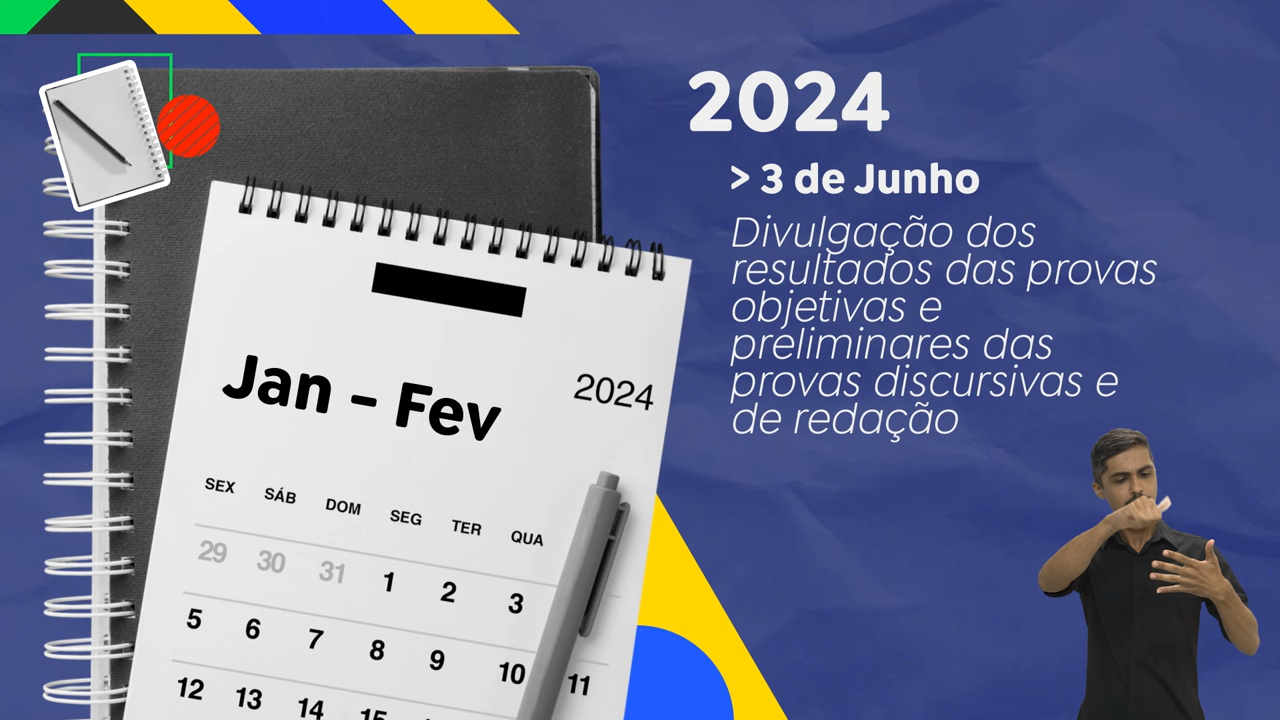 2024
> 3 de Junho
Divulgação dos
resultados das provas
objetivas e
preliminares das
provas discursivas e
de redação
Jan - Fev
2024
SEX SÁB DOM SEG TER QUA
29 30 31 1 2 3
5 6 7 8 9 10 11
12 13 14 15